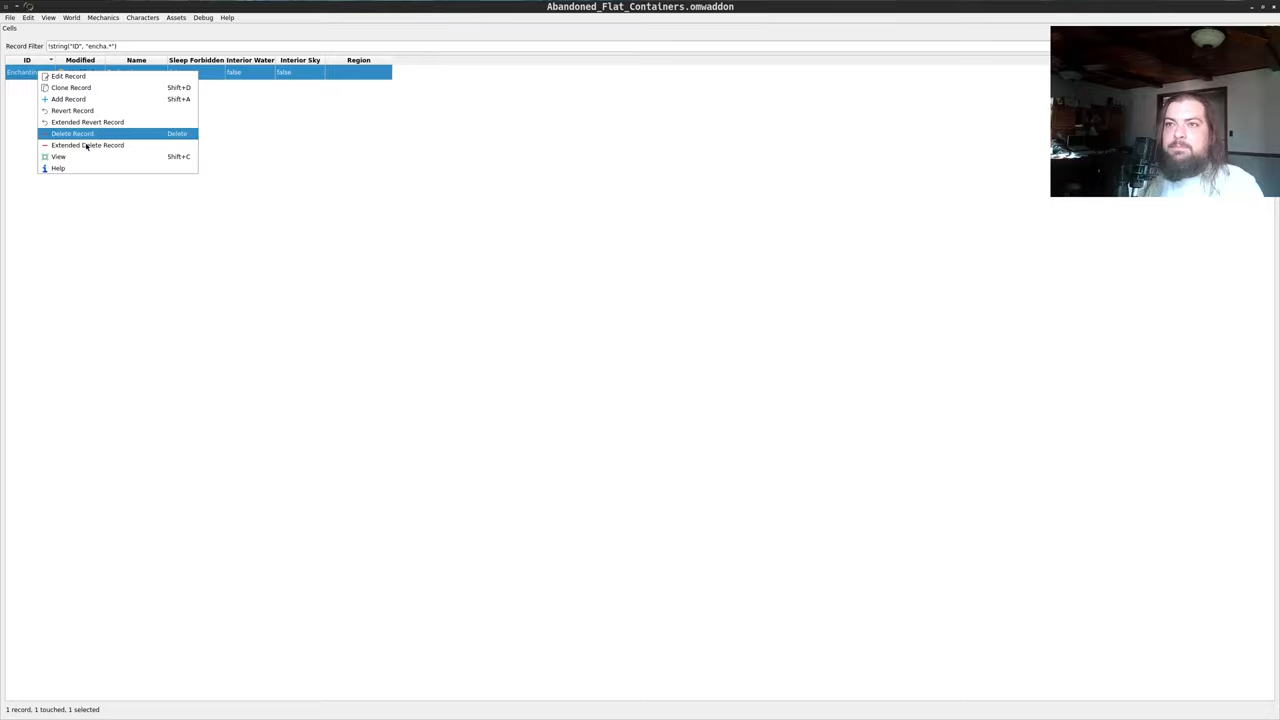 Abandoned_Flat_Containers.omwaddon
File Edit View World Mechanics Characters Assets Debug Help
Cells
Record Filter !string("ID", "encha.*")
ID Modified Name Sleep Forbidden Interior Water Interior Sky Region
false false
Edit Record
Clone Record Shift+D
Add Record Shift+A
Revert Record
Extended Revert Record
Delete Record Delete
Extended Delete Record
View Shift+C
Help
1 record, 1 touched, 1 selected